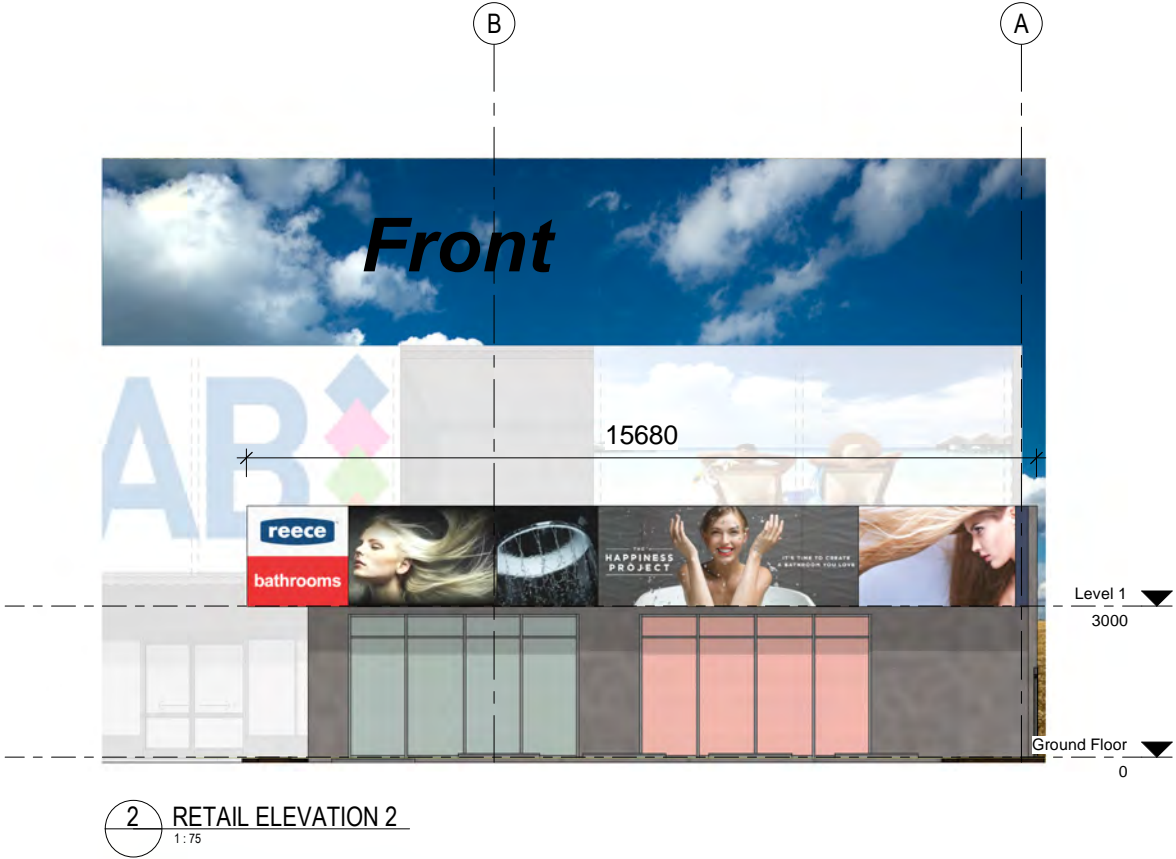 B
A
Front
AB
15680
reece
bathrooms
THE
HAPPINESS
PROJECT
IT'S TIME TO CREATE
A BATHROOM YOU LOVE
Level 1
3000
Ground Floor
0
2
RETAIL ELEVATION 2
1 : 75